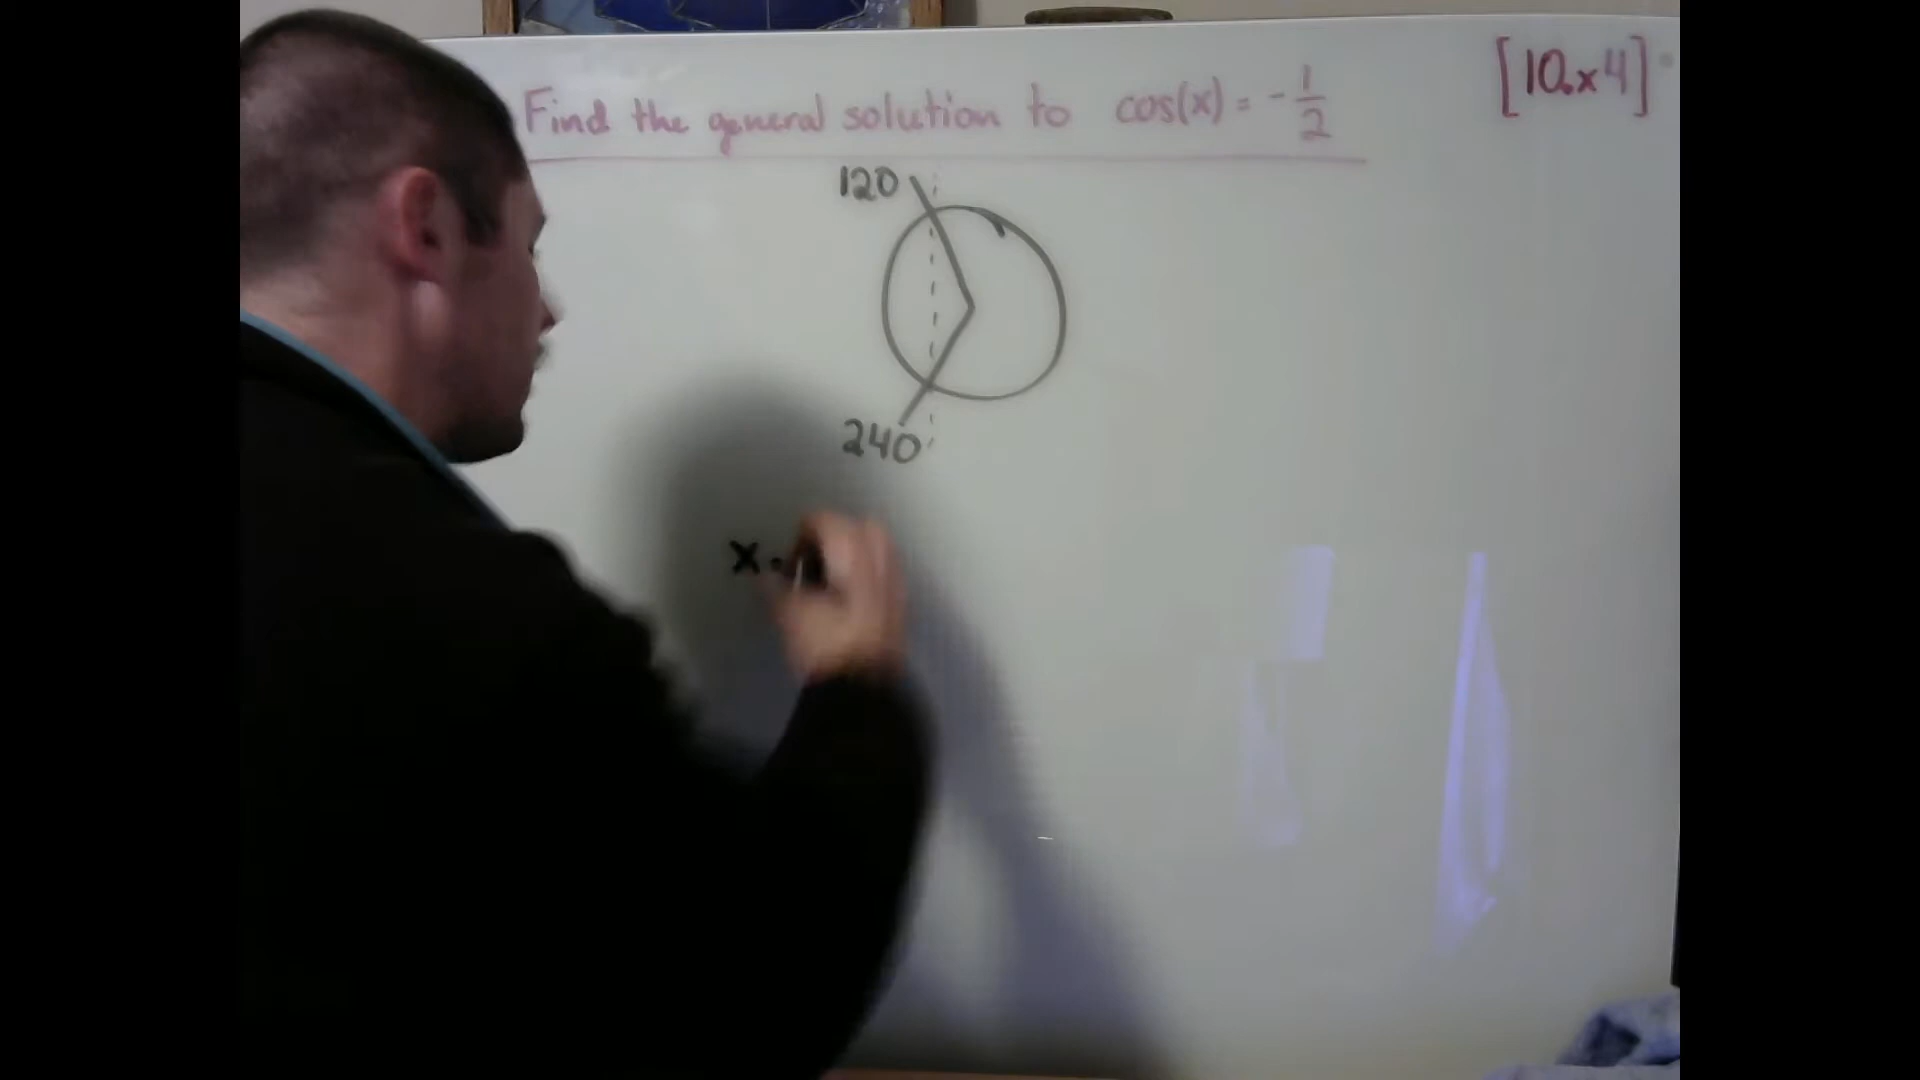 Find the general solution to cos(x) = -1/2
[10.x4]
120
240
x